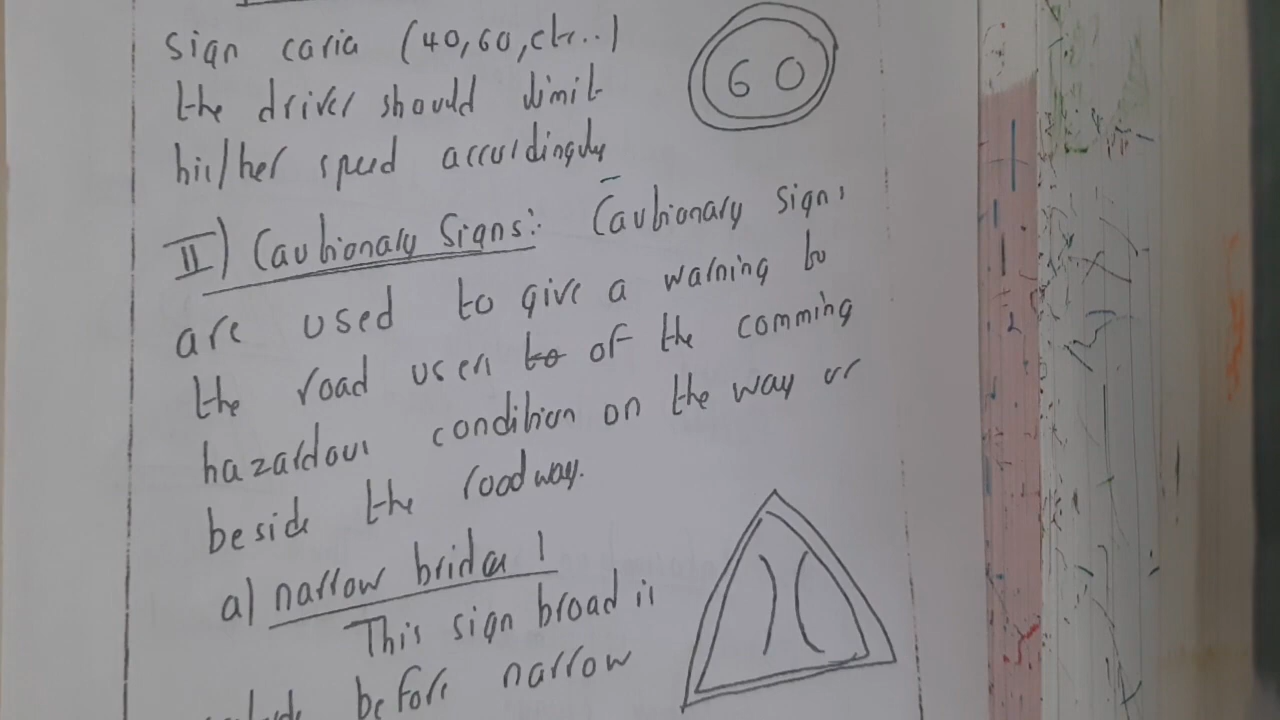 sign caria (40,60,etc..)
60
the driver should limit
his/her speed accordingly
II) Cautionary Signs: Cautionary signs
are used to give a warning to
the road users to of the comming
hazardous condition on the way or
beside the roodway.
a) narrow bridge!
This sign broad is
before narrow